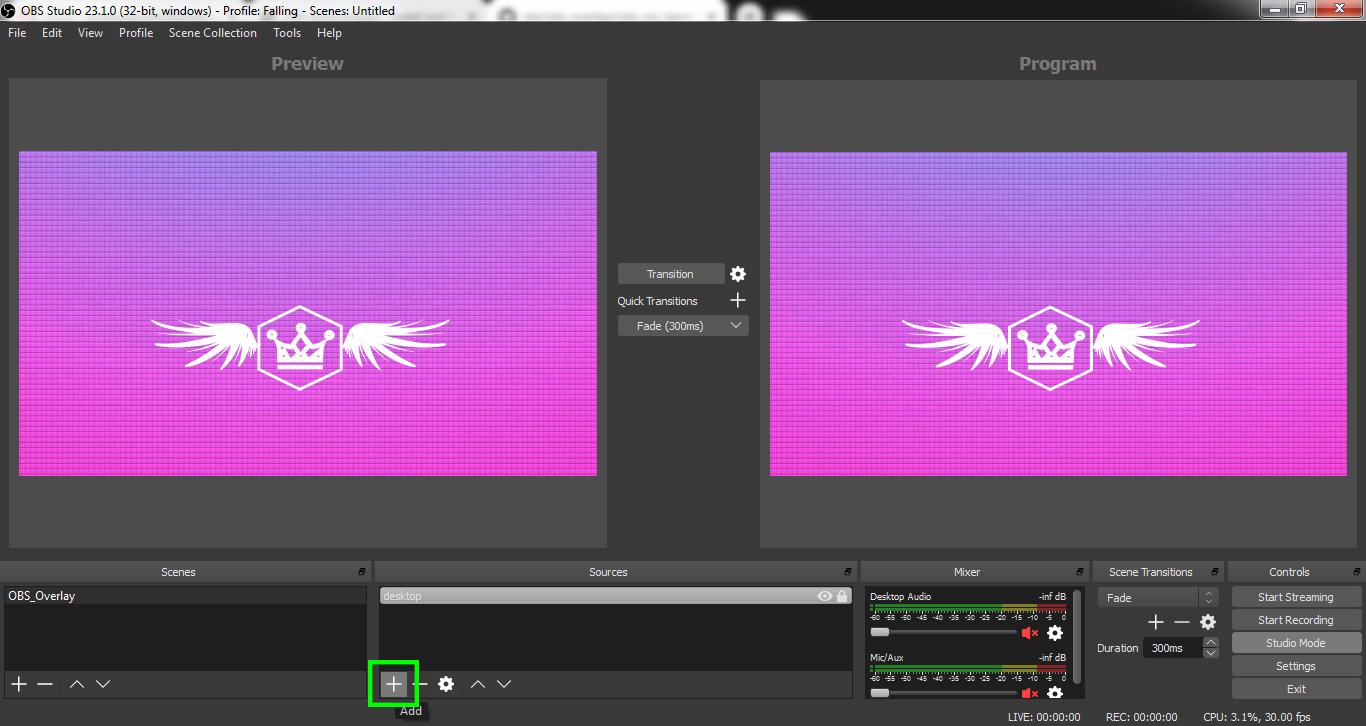 OBS Studio 23.1.0 (32-bit, windows) - Profile: Falling - Scenes: Untitled
File Edit View Profile Scene Collection Tools Help
Preview
Program
Transition
Quick Transitions
Fade (300ms)
Scenes
OBS_Overlay
Sources
desktop
Add
Mixer
Desktop Audio -inf dB
-60 -55 -50 -45 -40 -35 -30 -25 -20 -15 -10 -5 0
Mic/Aux -inf dB
-60 -55 -50 -45 -40 -35 -30 -25 -20 -15 -10 -5 0
Scene Transitions
Fade
Duration 300ms
Controls
Start Streaming
Start Recording
Studio Mode
Settings
Exit
LIVE: 00:00:00 REC: 00:00:00 CPU: 3.1%, 30.00 fps